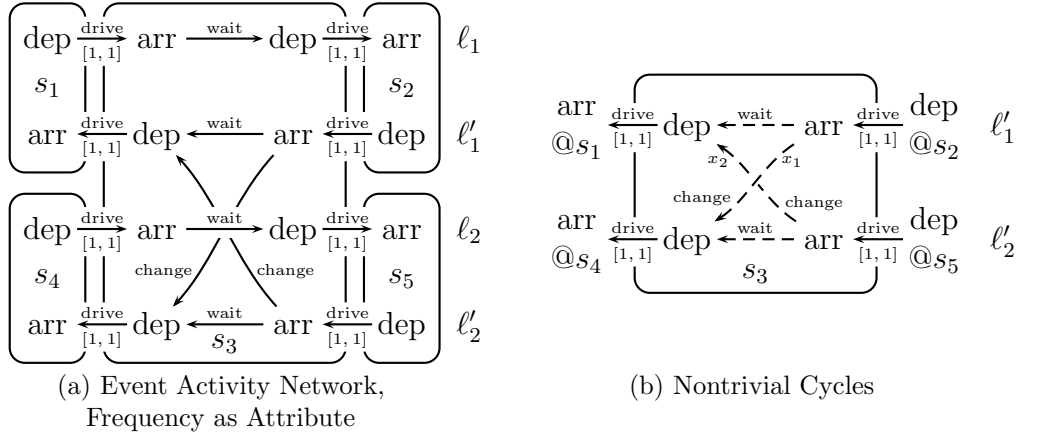 dep drive [1, 1] arr wait dep drive [1, 1] arr ℓ₁
s₁ s₂
arr drive [1, 1] dep wait arr drive [1, 1] dep ℓ′₁
dep drive [1, 1] arr wait dep drive [1, 1] arr ℓ₂
s₄ change change s₅
arr drive [1, 1] dep wait arr drive [1, 1] dep ℓ′₂
s₃
(a) Event Activity Network,
Frequency as Attribute
arr @s₁ drive [1, 1] dep wait arr drive [1, 1] dep @s₂ ℓ′₁
x₂ x₁
change change
arr @s₄ drive [1, 1] dep wait arr drive [1, 1] dep @s₅ ℓ′₂
s₃
(b) Nontrivial Cycles